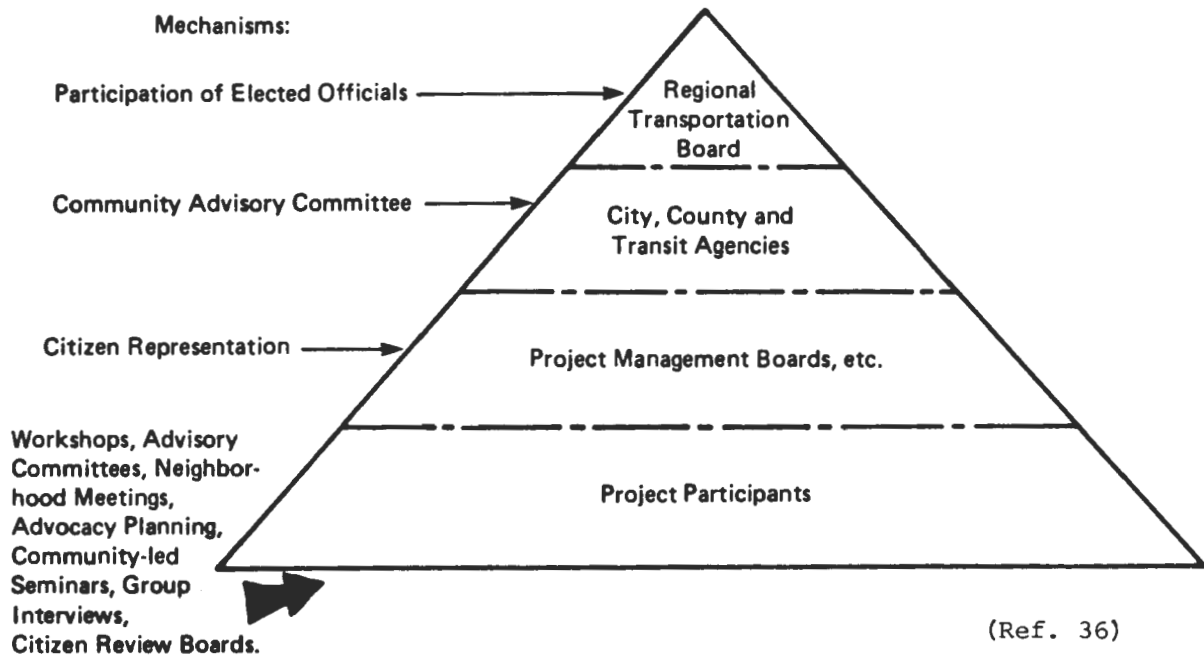 Mechanisms:
Participation of Elected Officials
Regional
Transportation
Board
Community Advisory Committee
City, County and
Transit Agencies
Citizen Representation
Project Management Boards, etc.
Workshops, Advisory
Committees, Neighbor-
hood Meetings,
Advocacy Planning,
Community-led
Seminars, Group
Interviews,
Citizen Review Boards.
Project Participants
(Ref. 36)